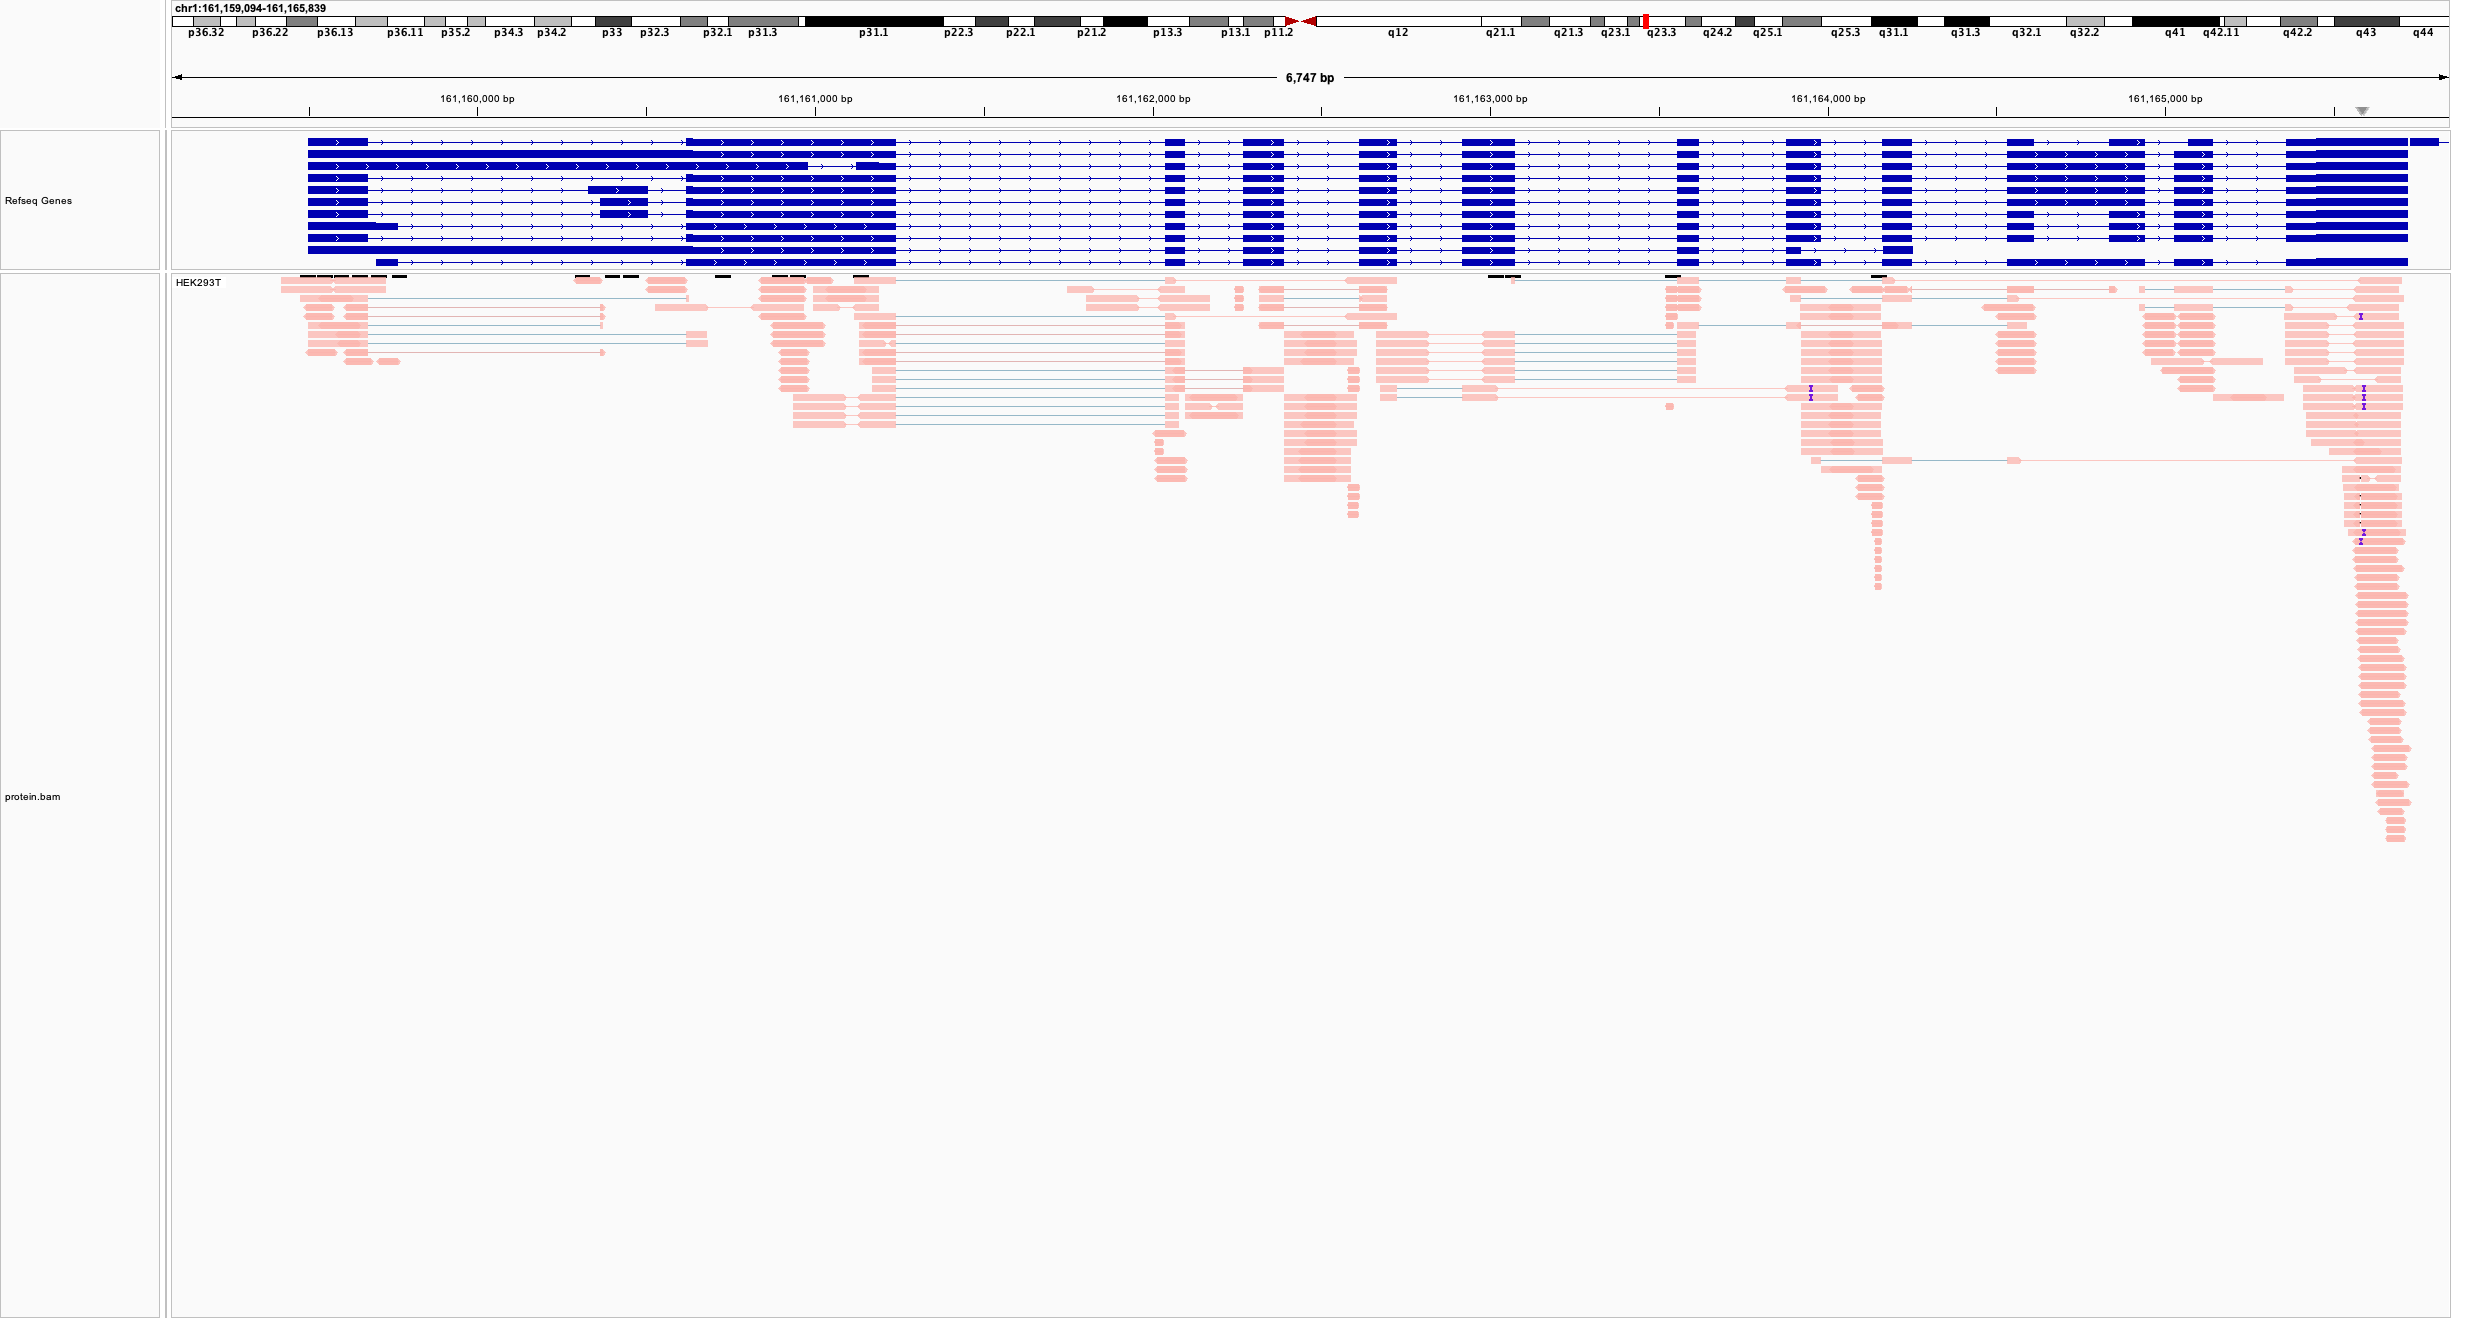 chr1:161,159,094-161,165,839
p36.32 p36.22 p36.13 p36.11 p35.2 p34.3 p34.2 p33 p32.3 p32.1 p31.3 p31.1 p22.3 p22.1 p21.2 p13.3 p13.1 p11.2 q12 q21.1 q21.3 q23.1 q23.3 q24.2 q25.1 q25.3 q31.1 q31.3 q32.1 q32.2 q41 q42.11 q42.2 q43 q44
6,747 bp
161,160,000 bp 161,161,000 bp 161,162,000 bp 161,163,000 bp 161,164,000 bp 161,165,000 bp
Refseq Genes
HEK293T
protein.bam